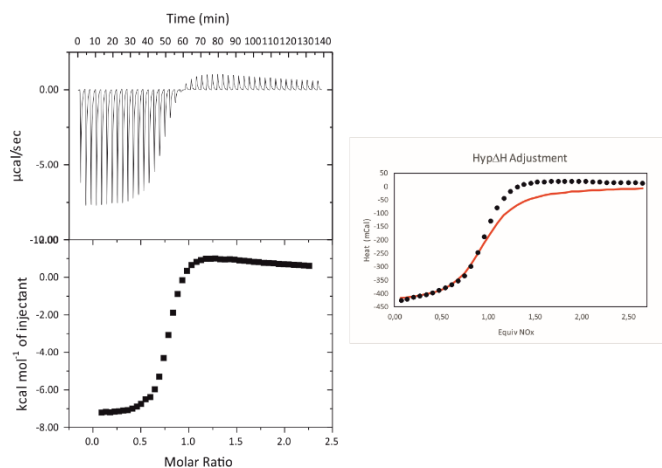 Time (min)
0 10 20 30 40 50 60 70 80 90 100 110 120 130 140
0.00
-5.00
µcal/sec
2.00
0.00
-2.00
-4.00
-6.00
-8.00
kcal mol⁻¹ of injectant
0.0 0.5 1.0 1.5 2.0 2.5
Molar Ratio
Hyp∆H Adjustment
50
0
-50
-100
-150
-200
-250
-300
-350
-400
-450
Heat (mCal)
0,00 0,50 1,00 1,50 2,00 2,50
Equiv NOx